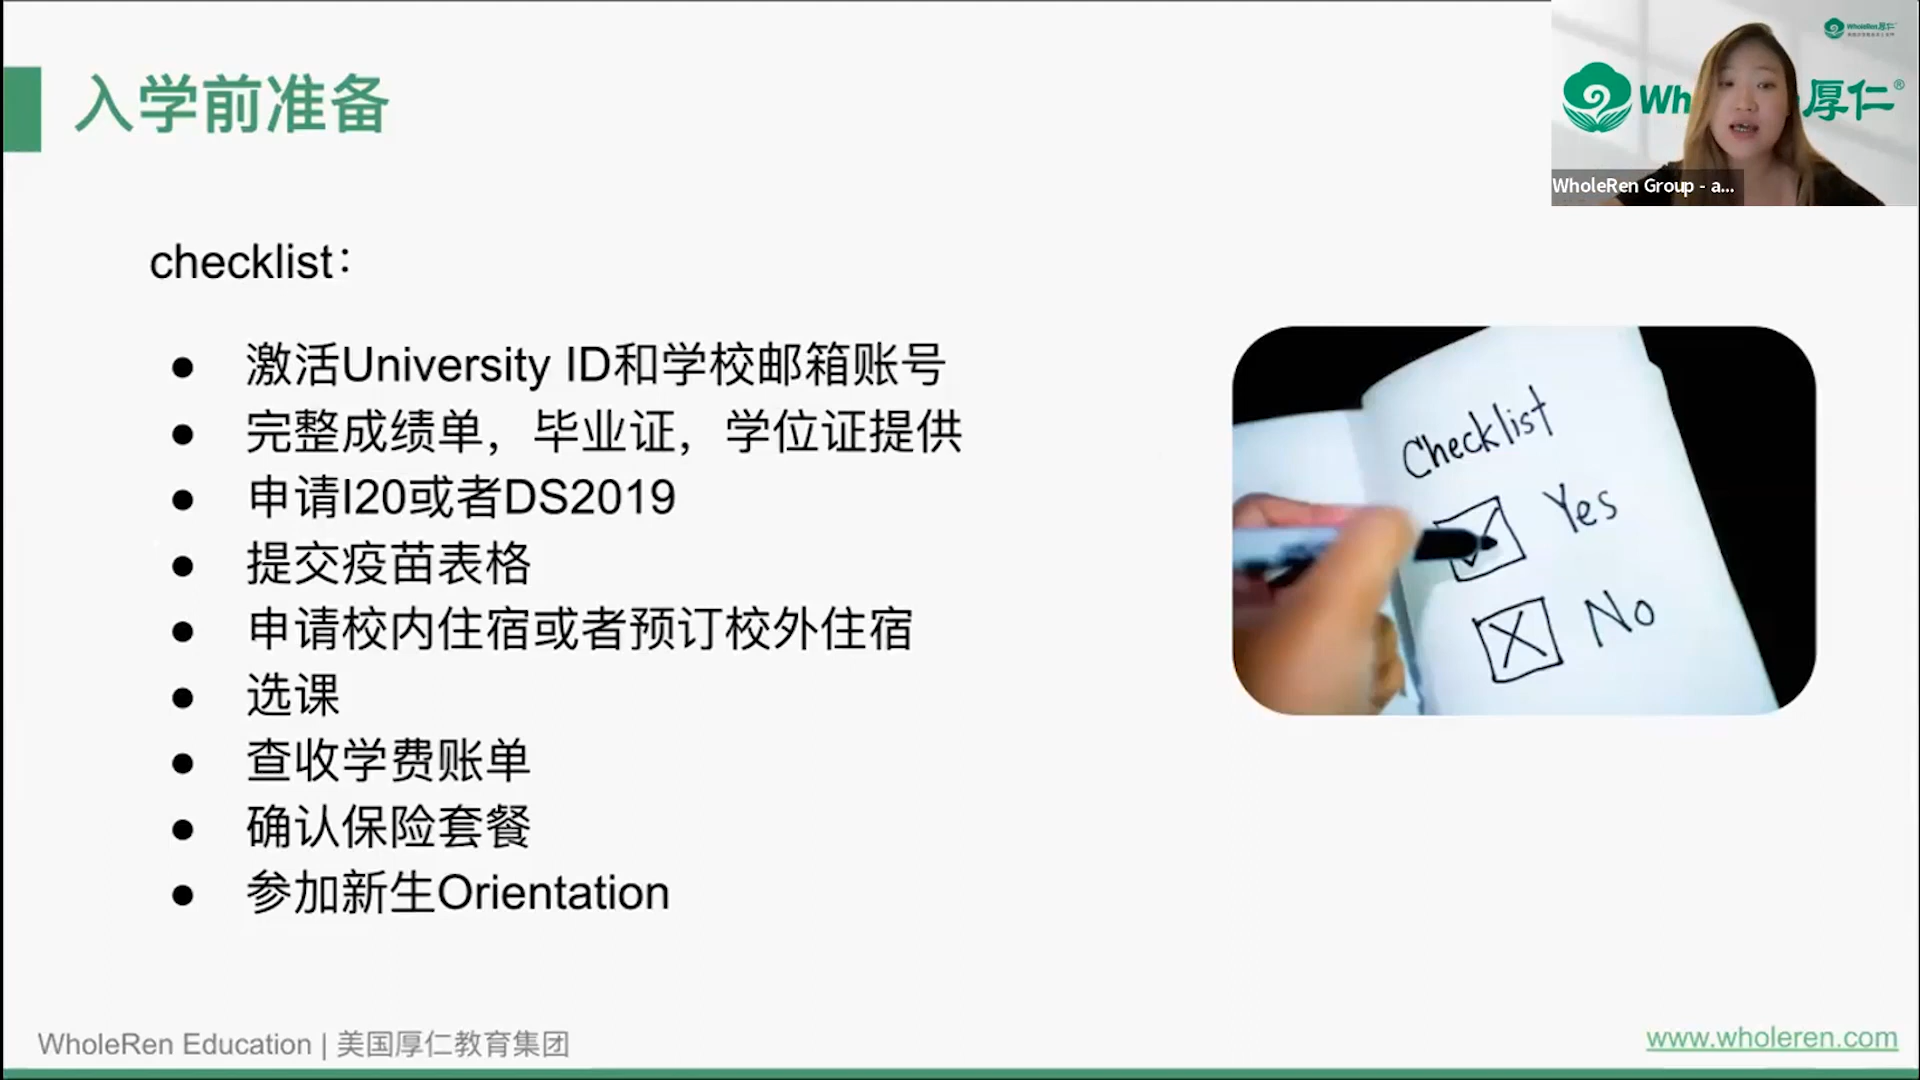 入学前准备
Wh
厚仁®
WholeRen Group - a...
checklist：
● 激活University ID和学校邮箱账号
● 完整成绩单，毕业证，学位证提供
● 申请I20或者DS2019
● 提交疫苗表格
● 申请校内住宿或者预订校外住宿
● 选课
● 查收学费账单
● 确认保险套餐
● 参加新生Orientation
Checklist
Yes
No
WholeRen Education | 美国厚仁教育集团
www.wholeren.com